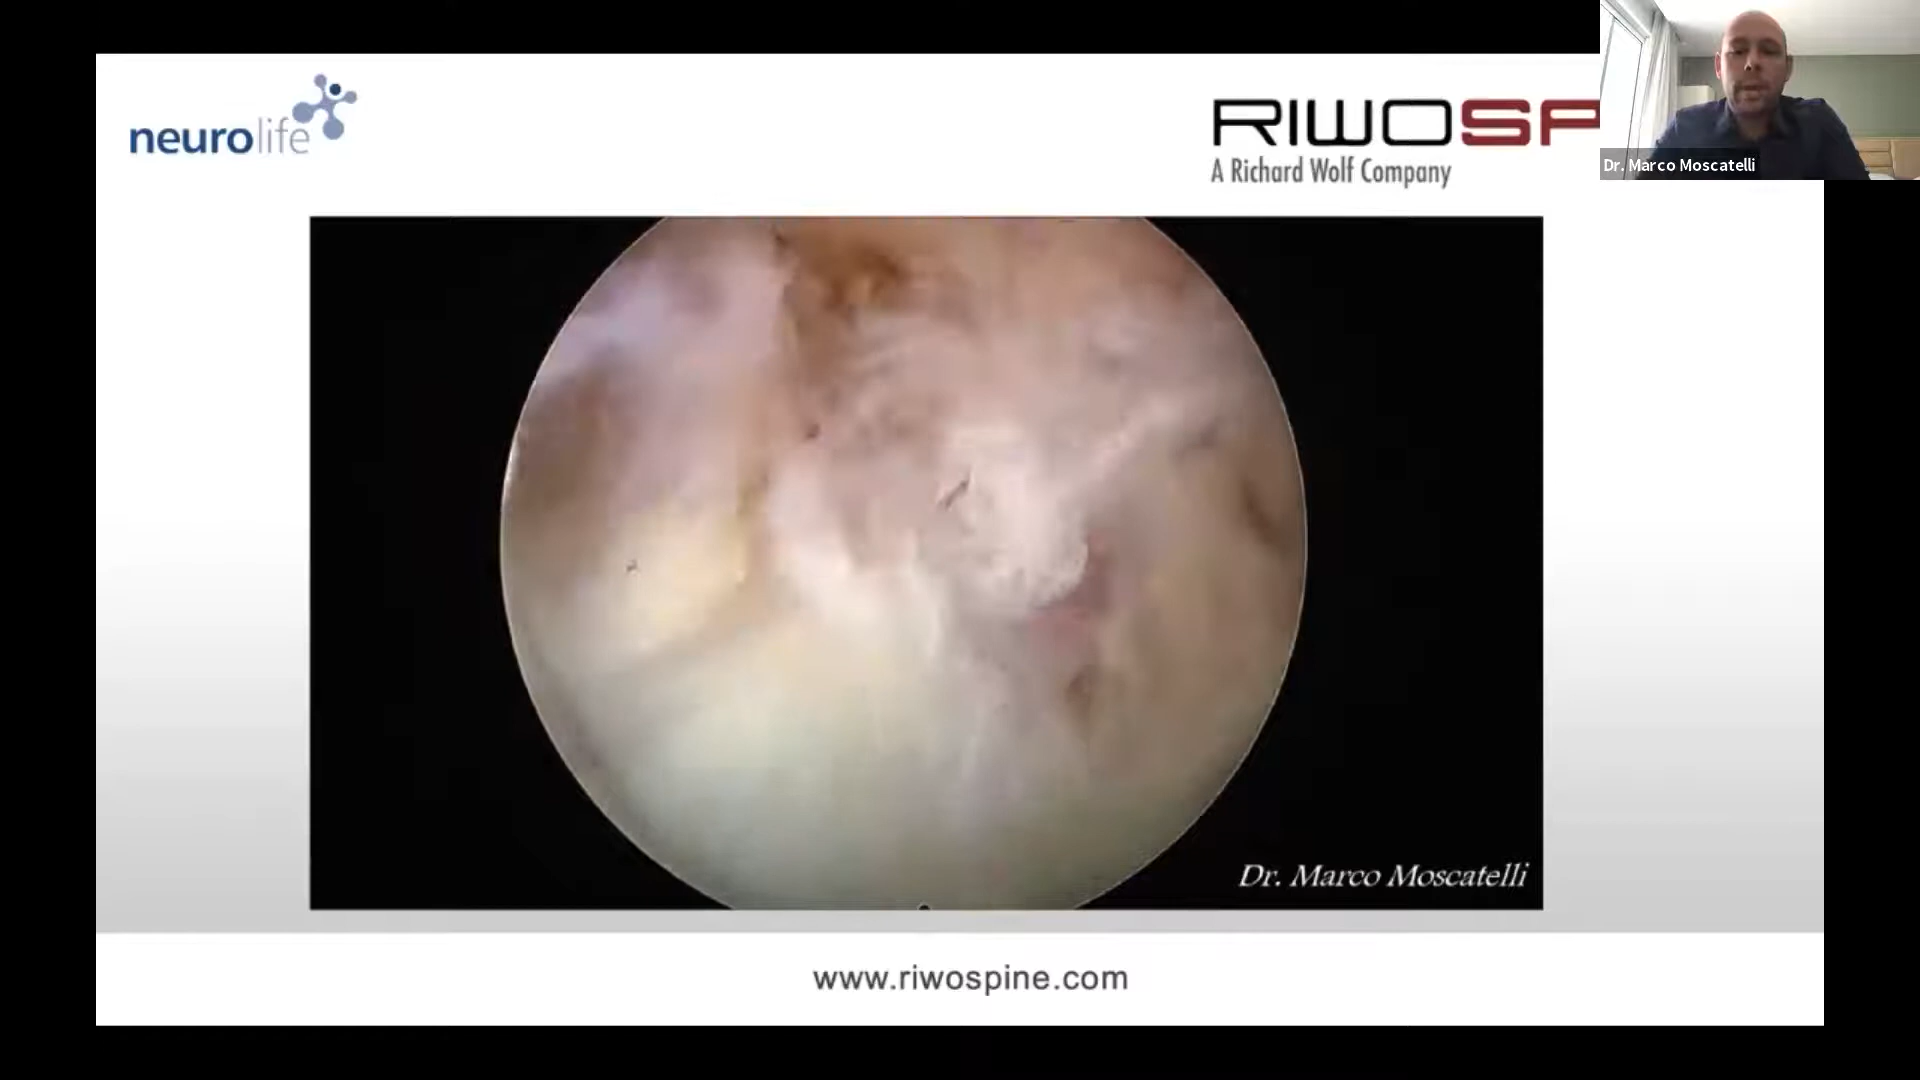 neurolife
RIWOSP
A Richard Wolf Company
Dr. Marco Moscatelli
Dr. Marco Moscatelli
www.riwospine.com